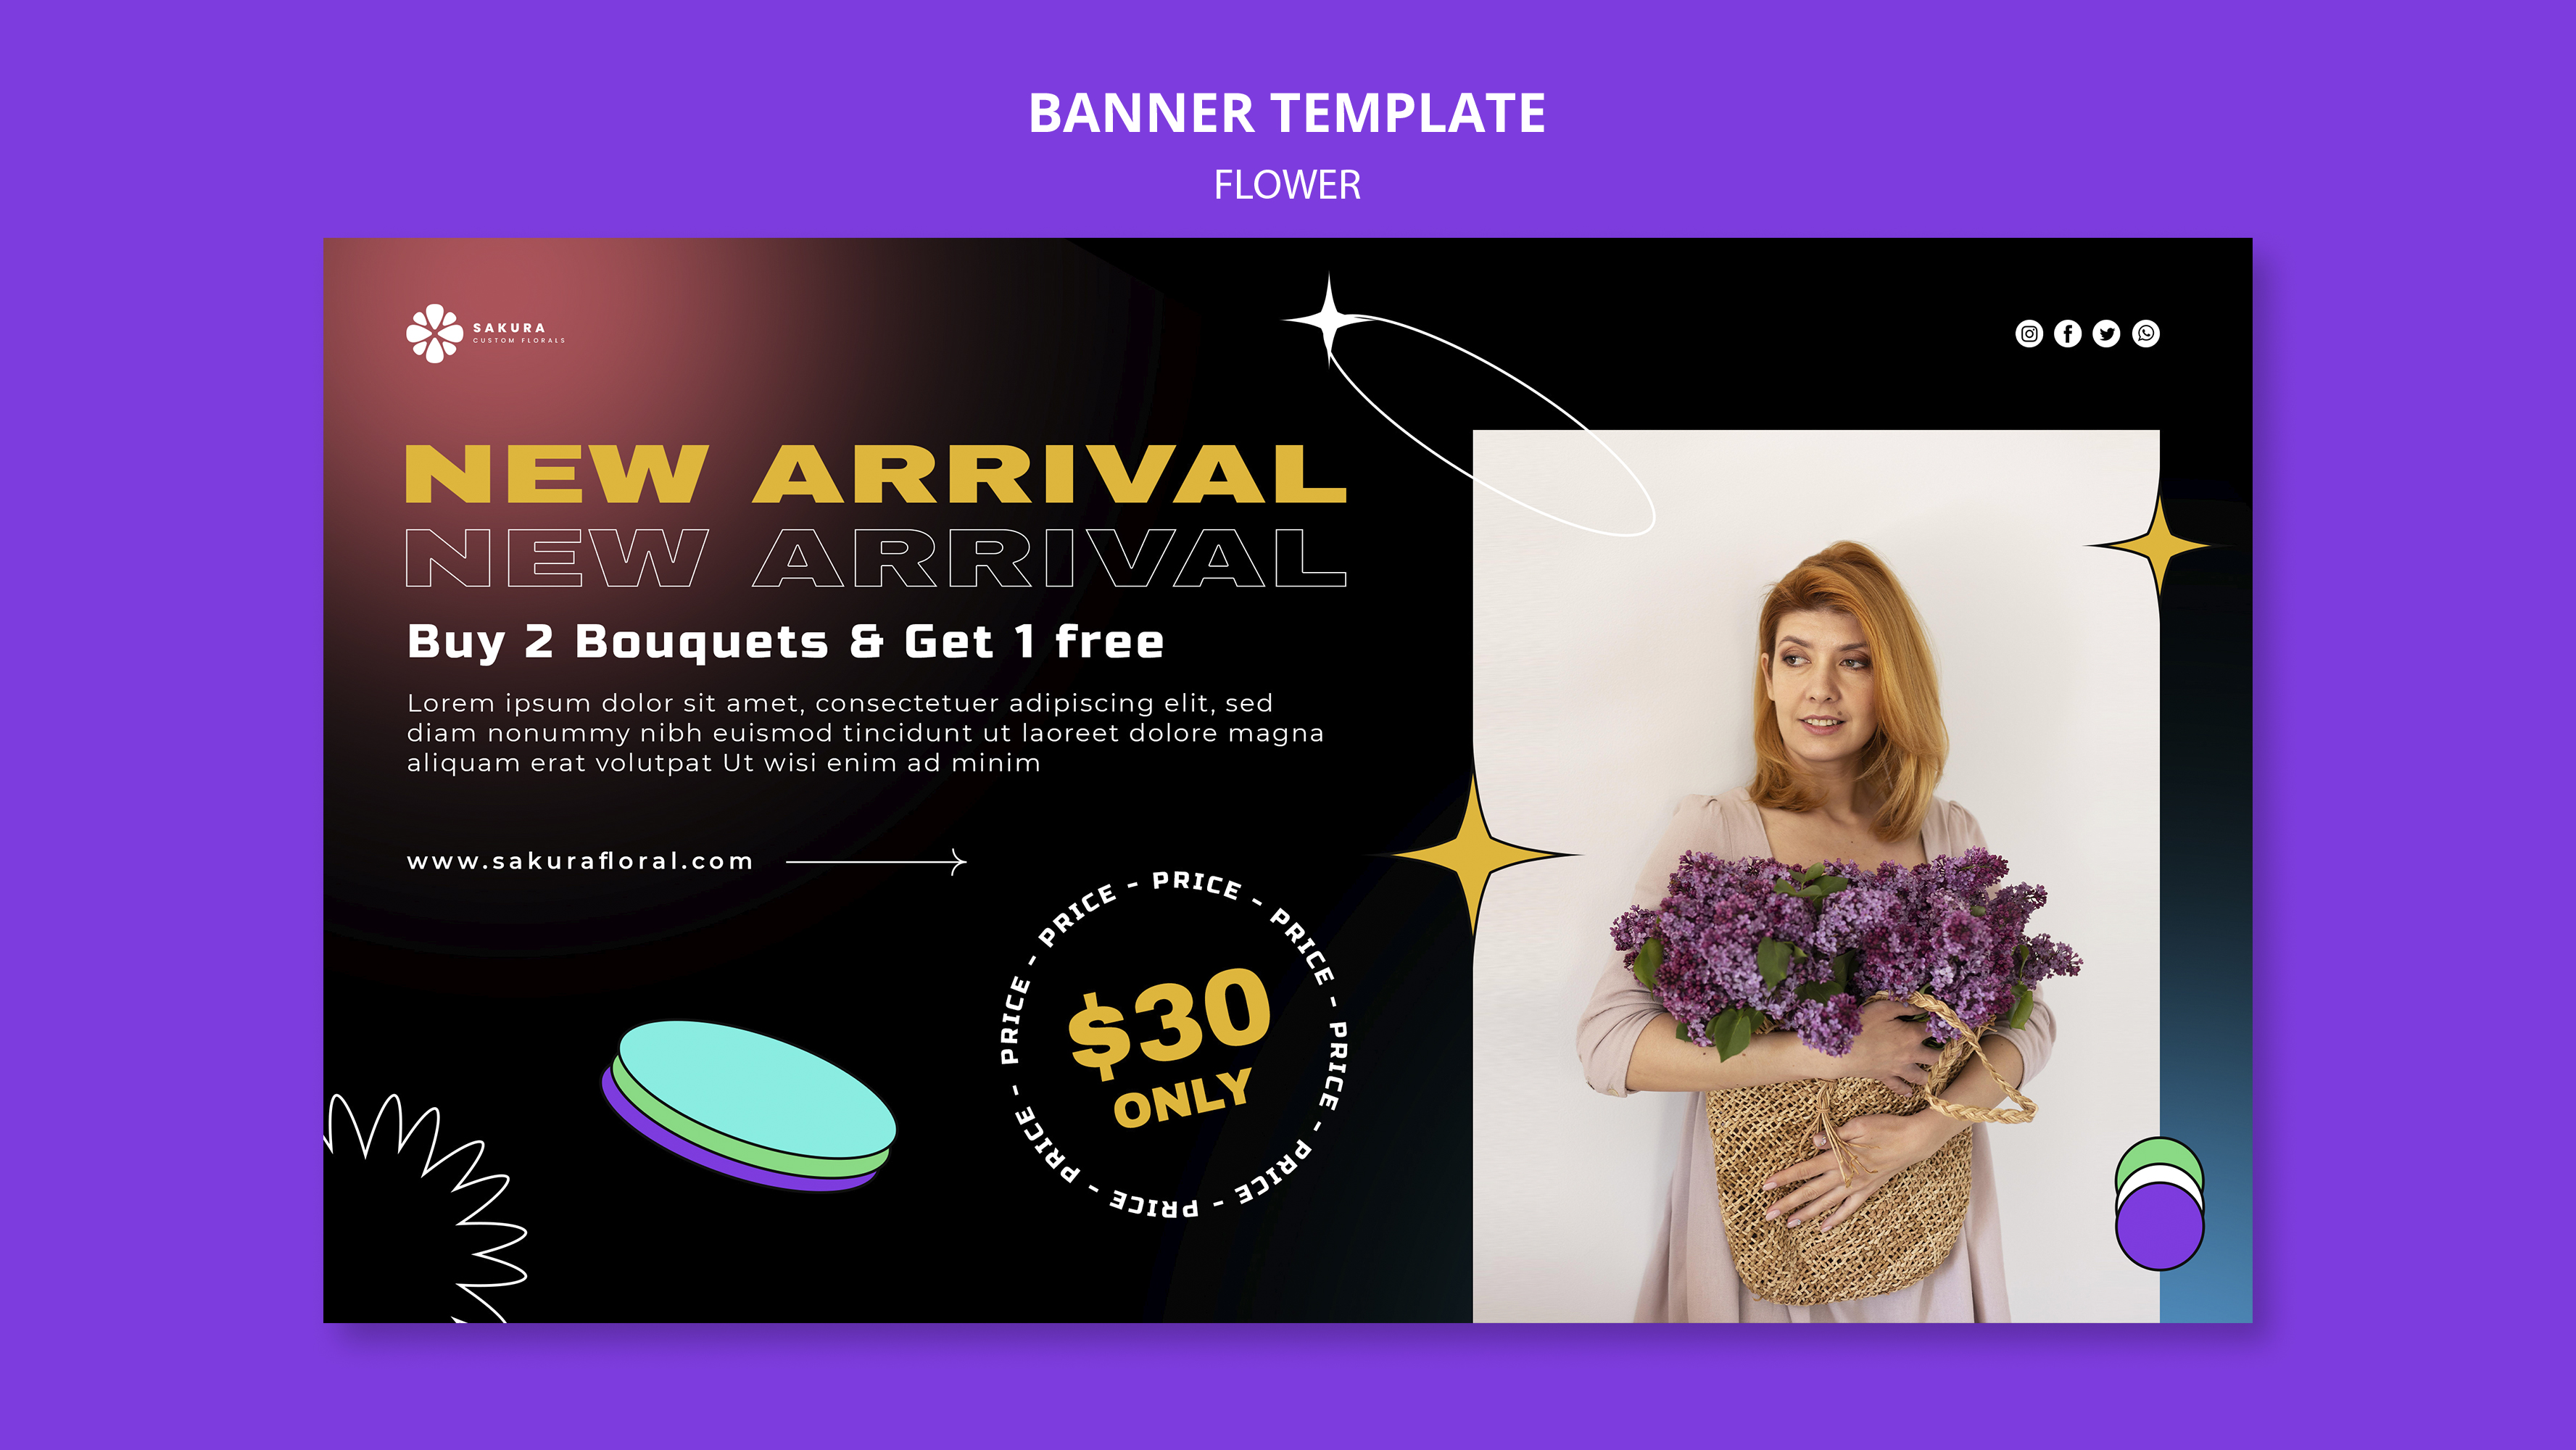 BANNER TEMPLATE
FLOWER
SAKURA
CUSTOM FLORALS
NEW ARRIVAL
NEW ARRIVAL
Buy 2 Bouquets & Get 1 free
Lorem ipsum dolor sit amet, consectetuer adipiscing elit, sed
diam nonummy nibh euismod tincidunt ut laoreet dolore magna
aliquam erat volutpat Ut wisi enim ad minim
www.sakurafloral.com
PRICE - PRICE - PRICE - PRICE - PRICE - PRICE - PRICE - PRICE -
$30
ONLY